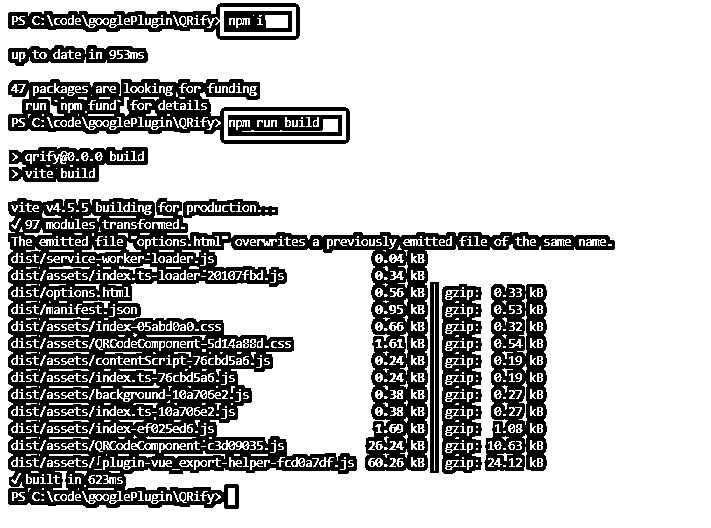 PS C:\code\googlePlugin\QRify> npm i
up to date in 953ms
47 packages are looking for funding
run `npm fund` for details
PS C:\code\googlePlugin\QRify> npm run build
> qrify@0.0.0 build
> vite build
vite v4.5.5 building for production...
✓ 97 modules transformed.
The emitted file "options.html" overwrites a previously emitted file of the same name.
dist/service-worker-loader.js 0.04 kB
dist/assets/index.ts-loader-20107fbd.js 0.34 kB
dist/options.html 0.56 kB │ gzip: 0.33 kB
dist/manifest.json 0.95 kB │ gzip: 0.53 kB
dist/assets/index-05abd0a0.css 0.66 kB │ gzip: 0.32 kB
dist/assets/QRCodeComponent-5d14a88d.css 1.61 kB │ gzip: 0.54 kB
dist/assets/contentScript-76cbd5a6.js 0.24 kB │ gzip: 0.19 kB
dist/assets/index.ts-76cbd5a6.js 0.24 kB │ gzip: 0.19 kB
dist/assets/background-10a706e2.js 0.38 kB │ gzip: 0.27 kB
dist/assets/index.ts-10a706e2.js 0.38 kB │ gzip: 0.27 kB
dist/assets/index-ef025ed6.js 1.69 kB │ gzip: 1.08 kB
dist/assets/QRCodeComponent-c3d09035.js 26.24 kB │ gzip: 10.63 kB
dist/assets/_plugin-vue_export-helper-fcd0a7df.js 60.26 kB │ gzip: 24.12 kB
✓ built in 623ms
PS C:\code\googlePlugin\QRify>